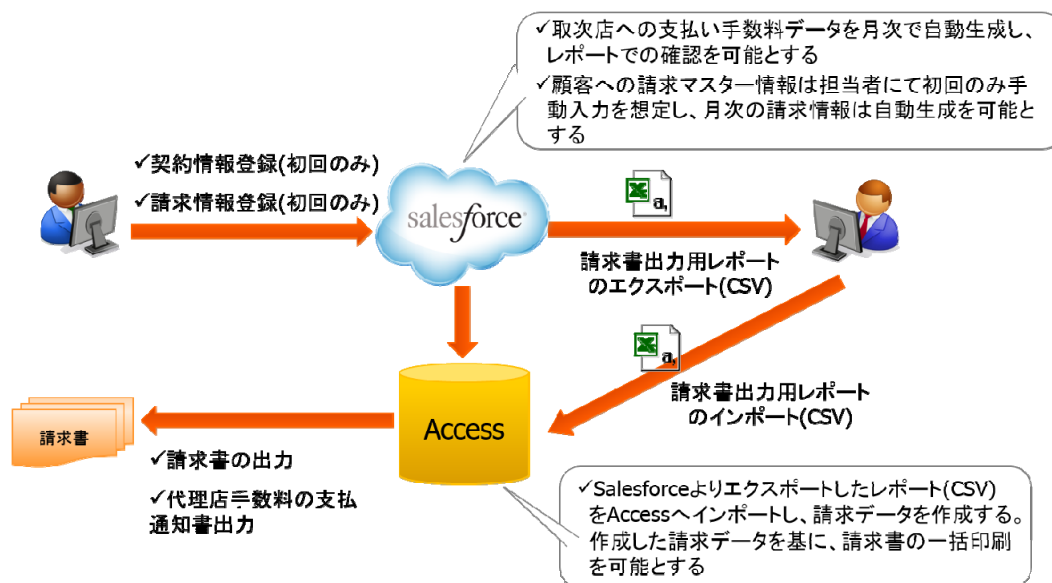 ✓取次店への支払い手数料データを月次で自動生成し、
レポートでの確認を可能とする
✓顧客への請求マスター情報は担当者にて初回のみ手
動入力を想定し、月次の請求情報は自動生成を可能と
する
✓契約情報登録(初回のみ)
✓請求情報登録(初回のみ)
salesforce
a,
請求書出力用レポート
のエクスポート(CSV)
a,
請求書出力用レポート
のインポート(CSV)
Access
請求書
✓請求書の出力
✓代理店手数料の支払
通知書出力
✓Salesforceよりエクスポートしたレポート(CSV)
をAccessへインポートし、請求データを作成する。
作成した請求データを基に、請求書の一括印刷
を可能とする